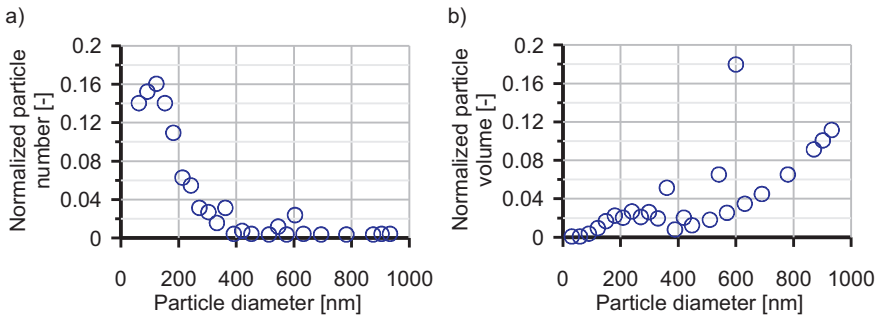 a)
Normalized particle
number [-]
0.2
0.16
0.12
0.08
0.04
0
0 200 400 600 800 1000
Particle diameter [nm]
b)
Normalized particle
volume [-]
0.2
0.16
0.12
0.08
0.04
0
0 200 400 600 800 1000
Particle diameter [nm]